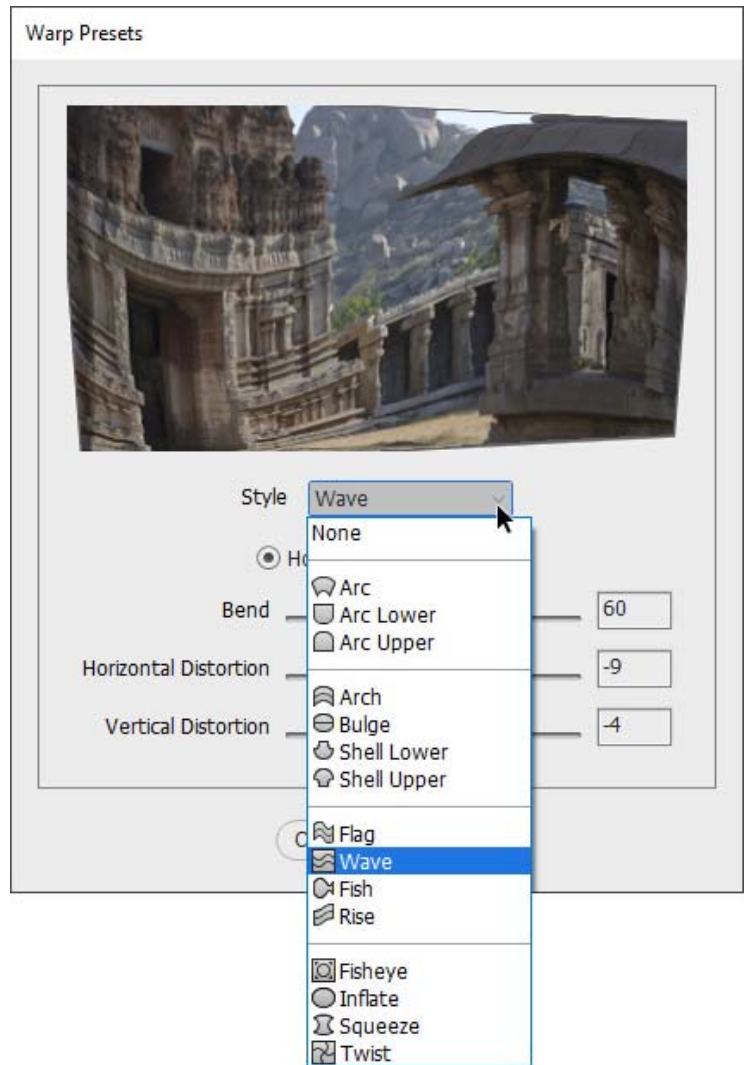 Warp Presets
Style Wave
None
Arc
Arc Lower
Arc Upper
Bend 60
Horizontal Distortion -9
Arch
Bulge
Vertical Distortion -4
Shell Lower
Shell Upper
Flag
Wave
Fish
Rise
Fisheye
Inflate
Squeeze
Twist